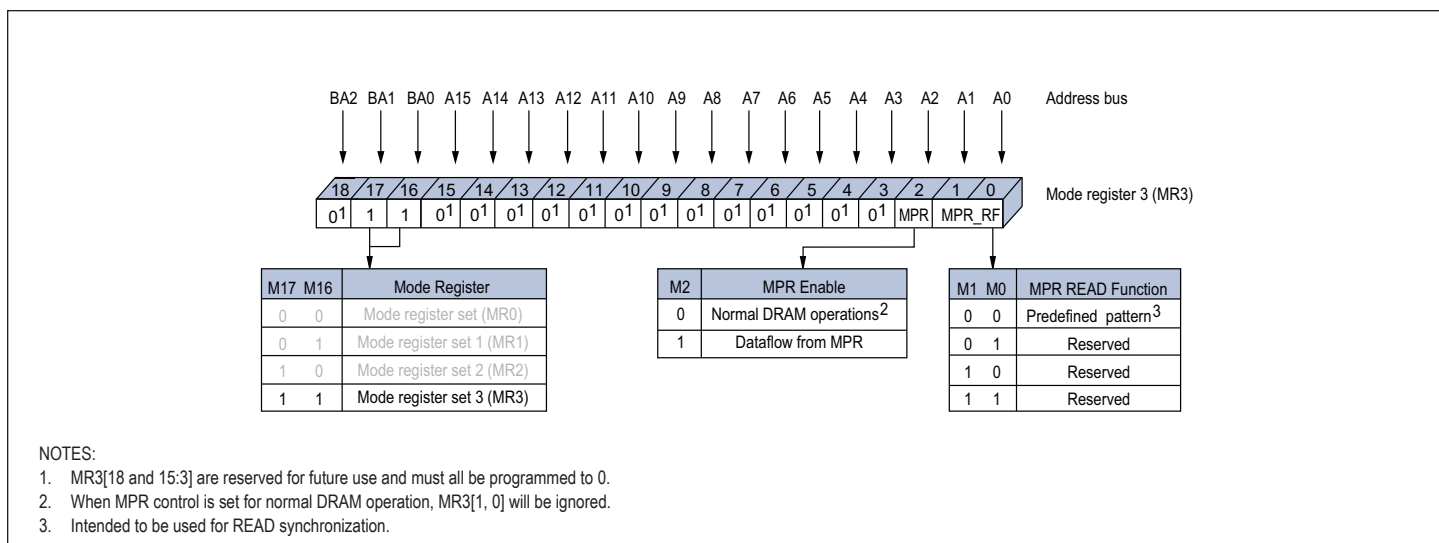 BA2 BA1 BA0 A15 A14 A13 A12 A11 A10 A9 A8 A7 A6 A5 A4 A3 A2 A1 A0 Address bus
18 17 16 15 14 13 12 11 10 9 8 7 6 5 4 3 2 1 0
Mode register 3 (MR3)
0¹ 1 1 0¹ 0¹ 0¹ 0¹ 0¹ 0¹ 0¹ 0¹ 0¹ 0¹ 0¹ 0¹ 0¹ MPR MPR_RF
M17 M16 Mode Register
0 0 Mode register set (MR0)
0 1 Mode register set 1 (MR1)
1 0 Mode register set 2 (MR2)
1 1 Mode register set 3 (MR3)
M2 MPR Enable
0 Normal DRAM operations²
1 Dataflow from MPR
M1 M0 MPR READ Function
0 0 Predefined pattern³
0 1 Reserved
1 0 Reserved
1 1 Reserved
NOTES:
1. MR3[18 and 15:3] are reserved for future use and must all be programmed to 0.
2. When MPR control is set for normal DRAM operation, MR3[1, 0] will be ignored.
3. Intended to be used for READ synchronization.